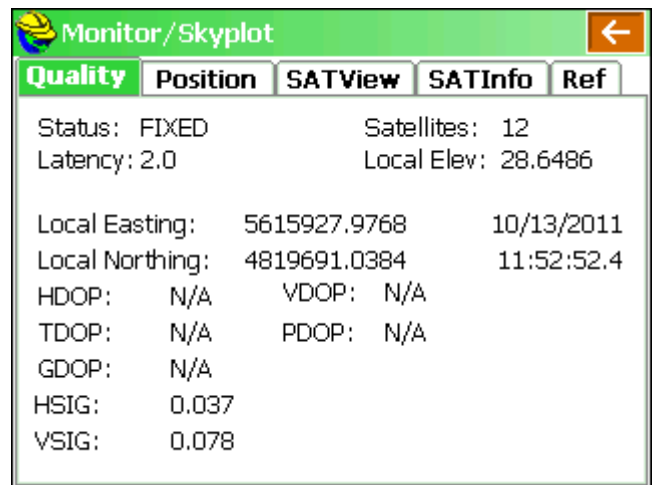 Monitor/Skyplot
Quality Position SATView SATInfo Ref
Status: FIXED Satellites: 12
Latency: 2.0 Local Elev: 28.6486
Local Easting: 5615927.9768 10/13/2011
Local Northing: 4819691.0384 11:52:52.4
HDOP: N/A VDOP: N/A
TDOP: N/A PDOP: N/A
GDOP: N/A
HSIG: 0.037
VSIG: 0.078